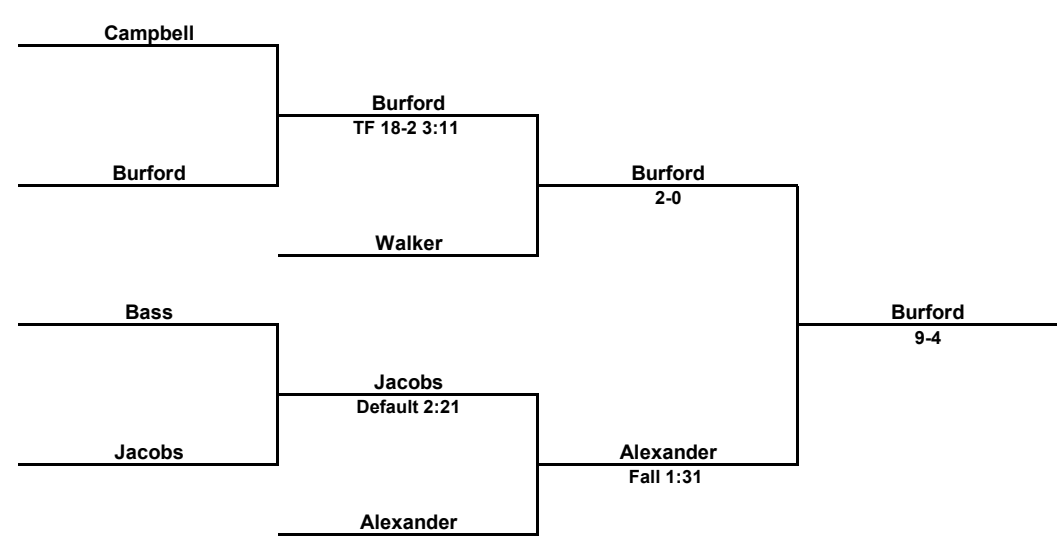 Campbell
Burford
TF 18-2 3:11
Burford
Burford
2-0
Walker
Bass
Burford
9-4
Jacobs
Default 2:21
Jacobs
Alexander
Fall 1:31
Alexander